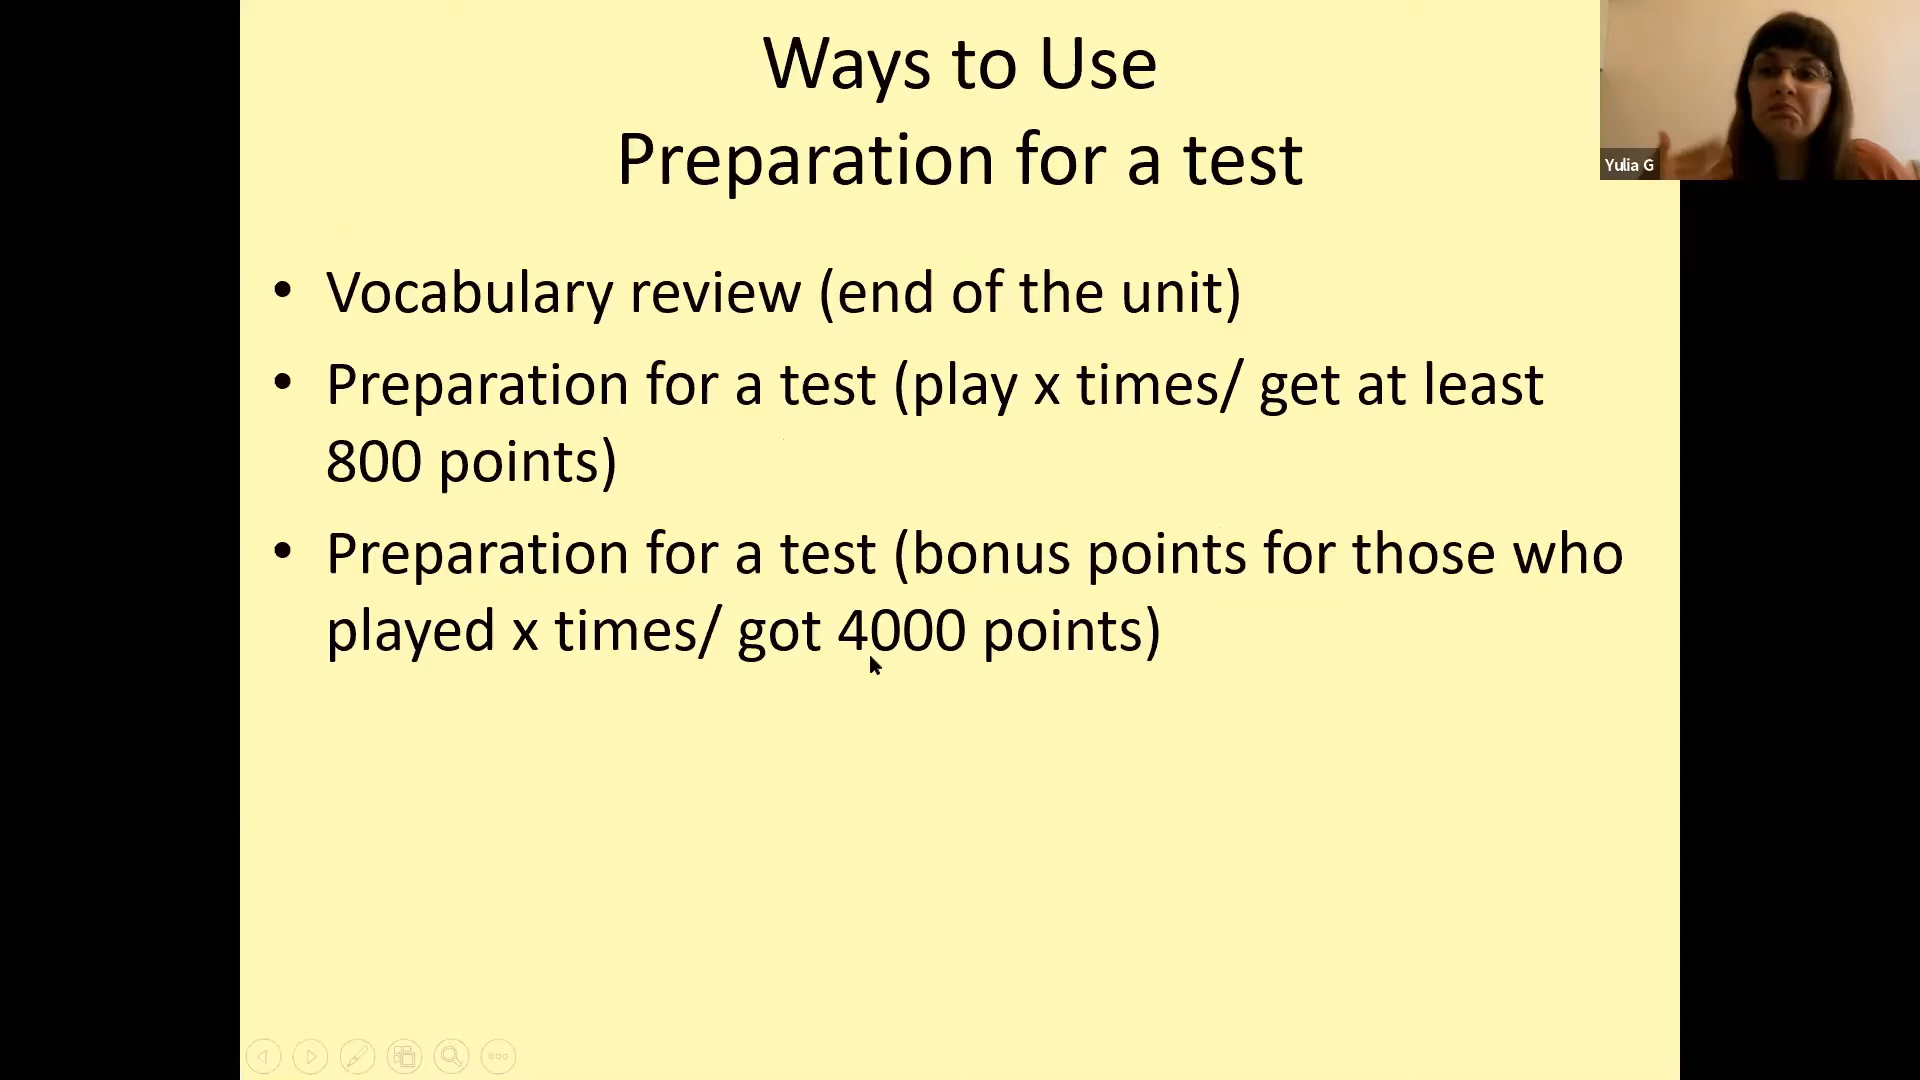 Ways to Use
Preparation for a test
Yulia G
• Vocabulary review (end of the unit)
• Preparation for a test (play x times/ get at least
800 points)
• Preparation for a test (bonus points for those who
played x times/ got 4000 points)